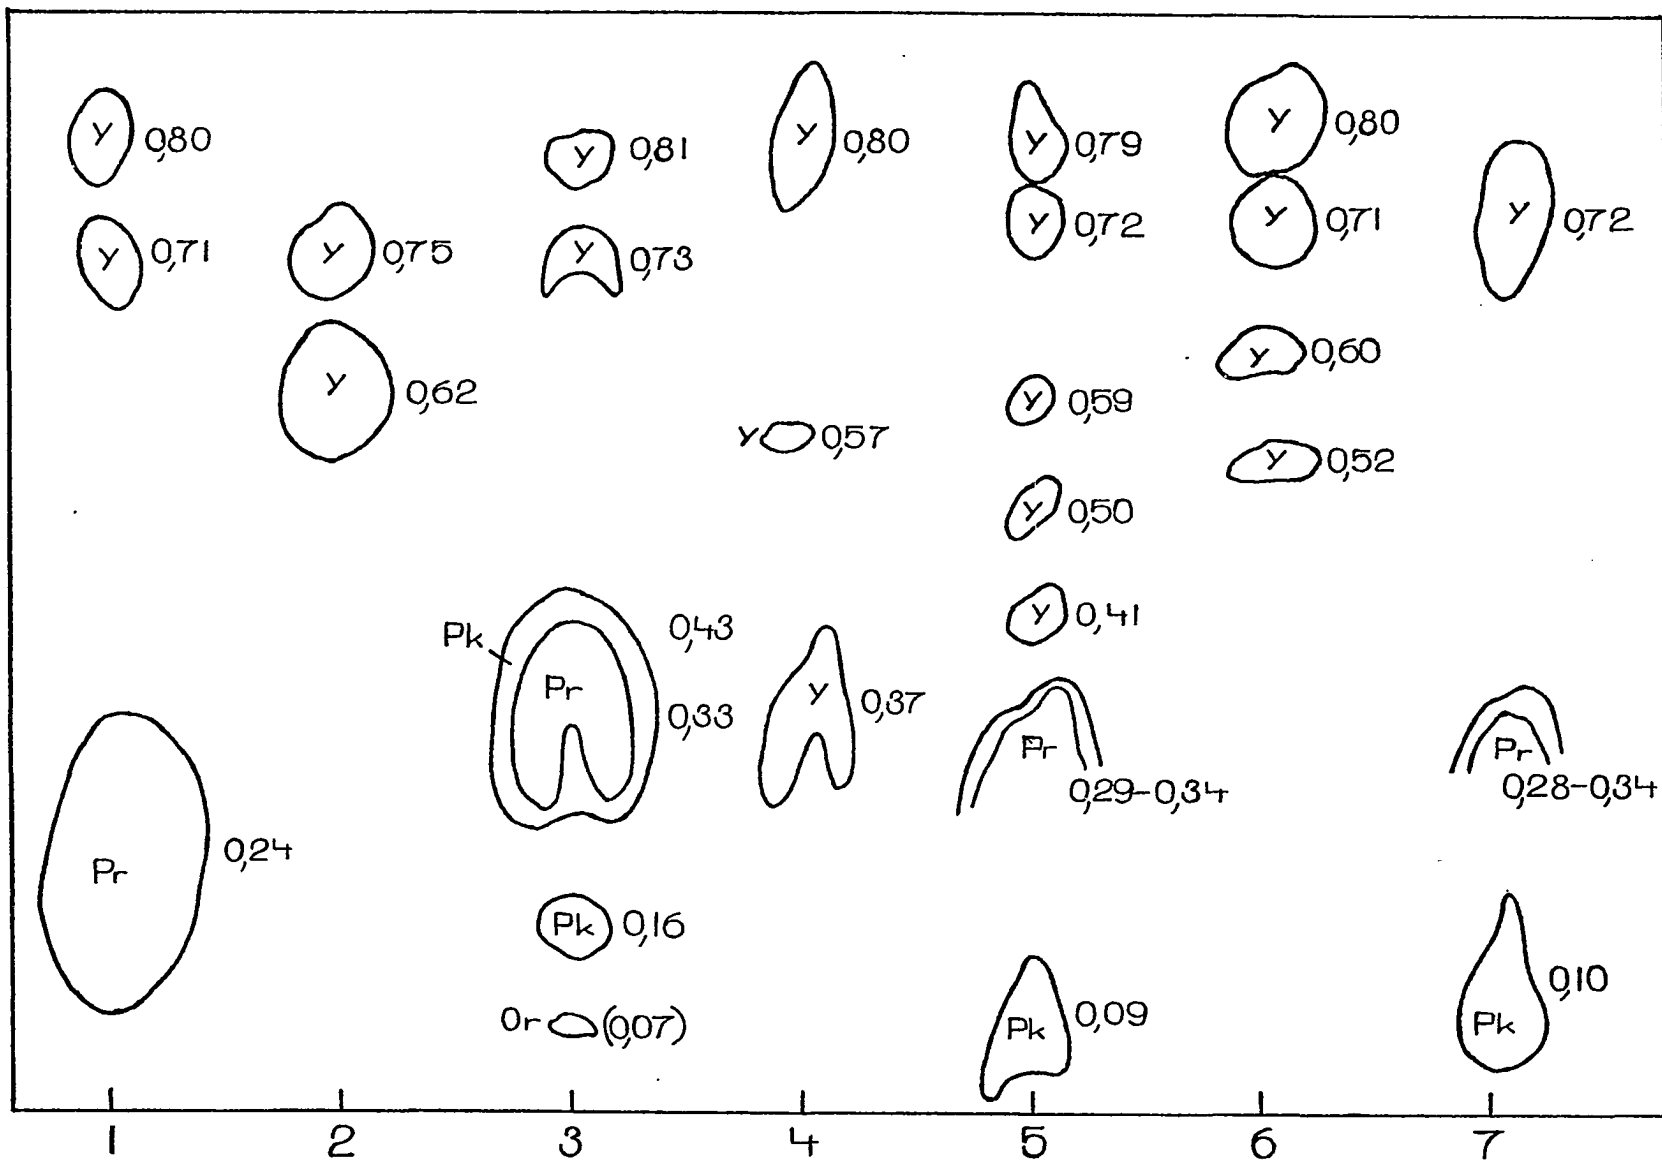 Y 0,80
Y 0,71
Pr 0,24
Y 0,75
Y 0,62
Y 0,81
Y 0,73
Pk 0,43
Pr 0,33
Pk 0,16
Or (0,07)
Y 0,80
Y 0,57
Y 0,37
Y 0,79
Y 0,72
Y 0,59
Y 0,50
Y 0,41
Pr 0,29-0,34
Pk 0,09
Y 0,80
Y 0,71
Y 0,60
Y 0,52
Y 0,72
Pr 0,28-0,34
Pk 0,10
1 2 3 4 5 6 7